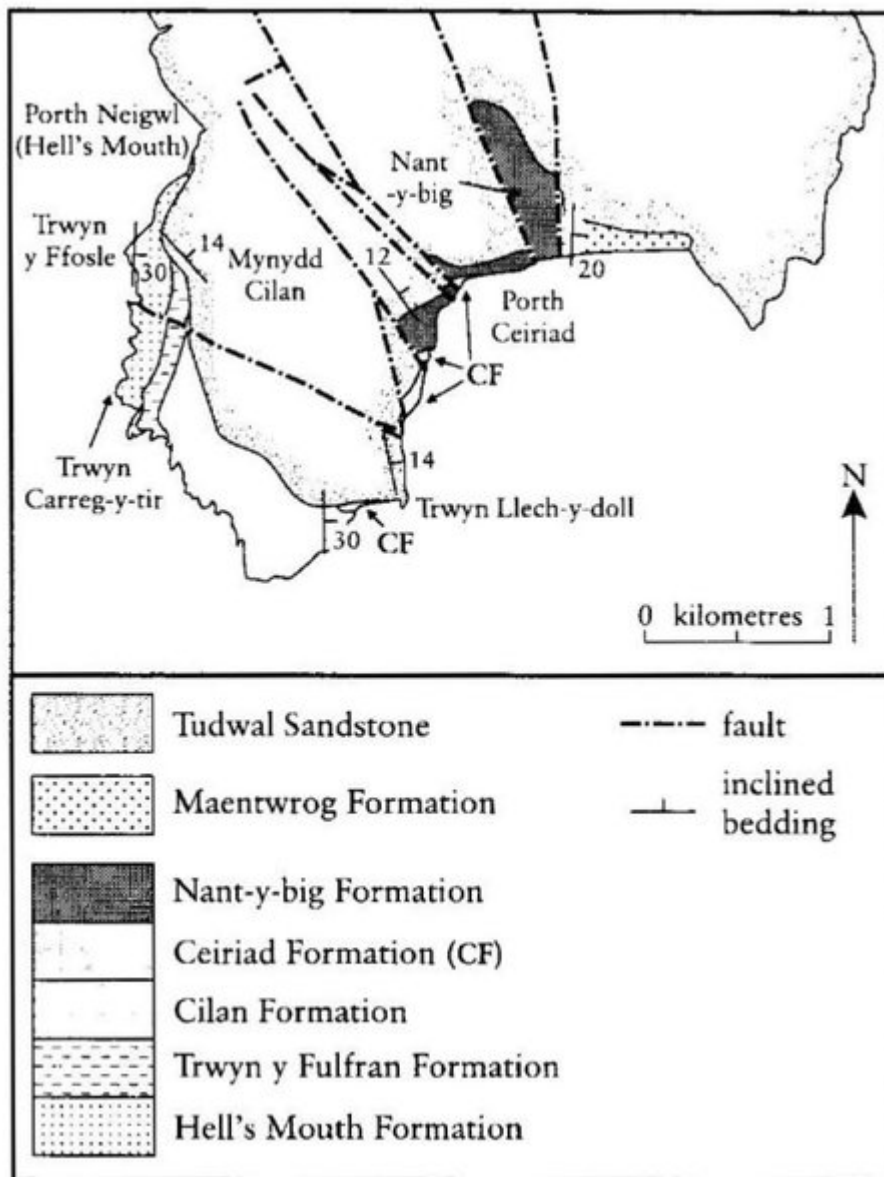 Porth Neigwl
(Hell's Mouth)
Nant
-y-big
Trwyn
y Ffosle
14
30
Mynydd
Cilan
12
20
Porth
Ceiriad
CF
Trwyn
Carreg-y-tir
14
Trwyn Llech-y-doll
30
CF
N
0 kilometres 1
Tudwal Sandstone
fault
Maentwrog Formation
inclined
bedding
Nant-y-big Formation
Ceiriad Formation (CF)
Cilan Formation
Trwyn y Fulfran Formation
Hell's Mouth Formation